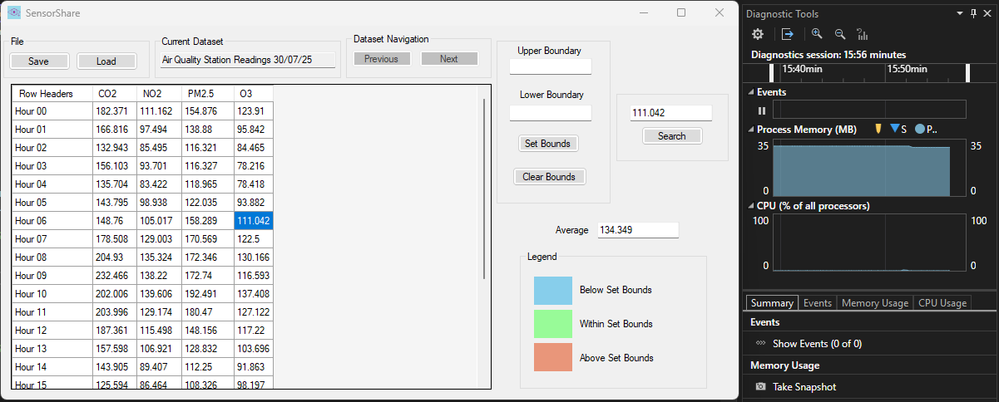 SensorShare
File
Save Load
Current Dataset
Air Quality Station Readings 30/07/25
Dataset Navigation
Previous Next
Row Headers CO2 NO2 PM2.5 O3
Hour 00 182.371 111.162 154.876 123.91
Hour 01 166.816 97.494 138.88 95.842
Hour 02 132.943 85.495 116.321 84.465
Hour 03 156.103 93.701 116.327 78.216
Hour 04 135.704 83.422 118.965 78.418
Hour 05 143.795 98.938 122.035 93.882
Hour 06 148.76 105.017 158.289 111.042
Hour 07 178.508 129.003 170.569 122.5
Hour 08 204.93 135.324 172.346 130.166
Hour 09 232.466 138.22 172.74 116.593
Hour 10 202.006 139.606 192.491 137.408
Hour 11 203.996 129.174 180.47 127.122
Hour 12 187.361 115.498 148.156 117.22
Hour 13 157.598 106.921 128.832 103.696
Hour 14 143.905 89.407 112.25 91.863
Hour 15 125.594 86.464 108.326 98.197
Upper Boundary
Lower Boundary
Set Bounds
Clear Bounds
111.042
Search
Average 134.349
Legend
Below Set Bounds
Within Set Bounds
Above Set Bounds
Diagnostic Tools
Diagnostics session: 15:56 minutes
15:40min 15:50min
Events
Process Memory (MB) S P..
35 35
0 0
CPU (% of all processors)
100 100
0 0
Summary Events Memory Usage CPU Usage
Events
Show Events (0 of 0)
Memory Usage
Take Snapshot